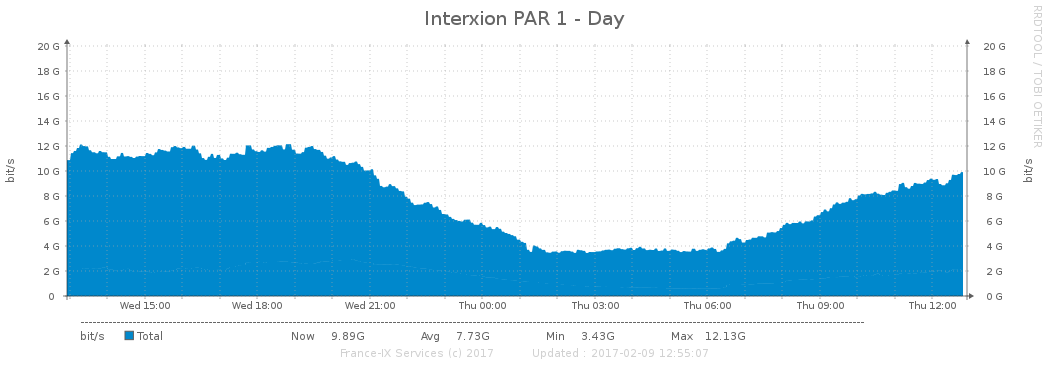 Interxion PAR 1 - Day
RRDTOOL / TOBI OETIKER
20 G 20 G
18 G 18 G
16 G 16 G
14 G 14 G
12 G 12 G
10 G 10 G
8 G 8 G
6 G 6 G
4 G 4 G
2 G 2 G
0 0 G
bit/s bit/s
Wed 15:00 Wed 18:00 Wed 21:00 Thu 00:00 Thu 03:00 Thu 06:00 Thu 09:00 Thu 12:00
bit/s Total Now 9.89G Avg 7.73G Min 3.43G Max 12.13G
France-IX Services (c) 2017 Updated : 2017-02-09 12:55:07